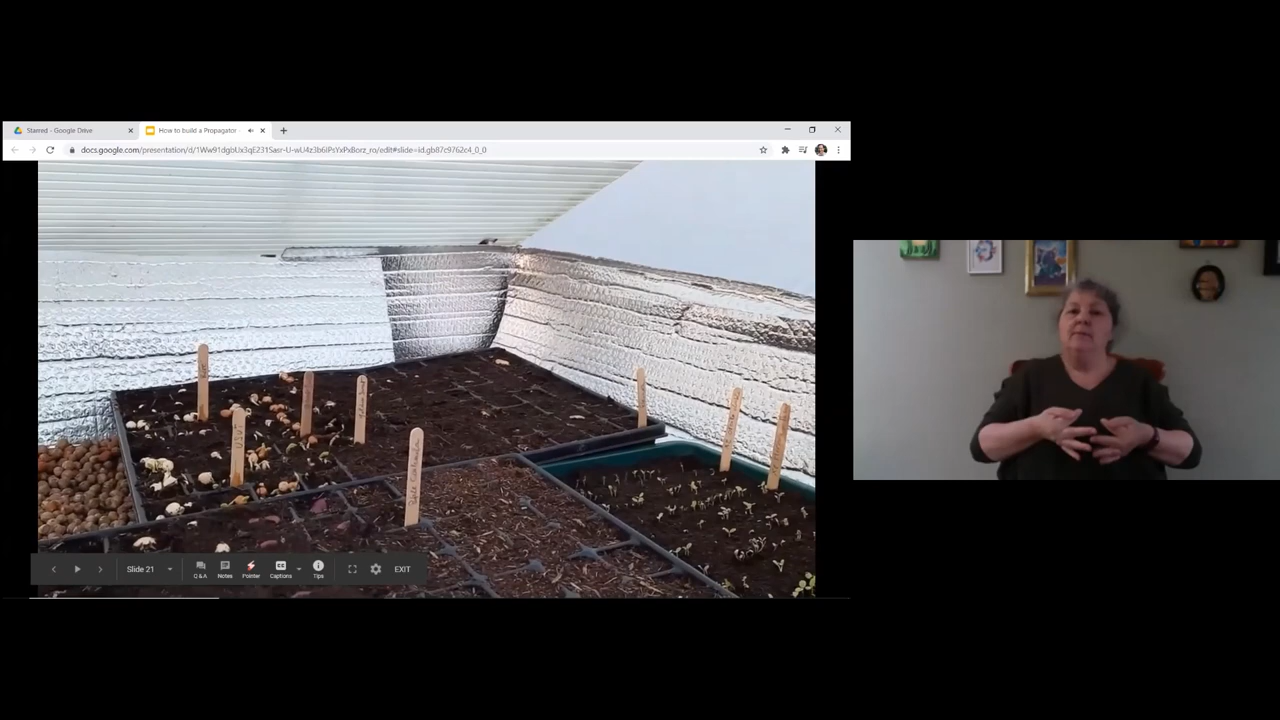 Starred - Google Drive
How to build a Propagator -
docs.google.com/presentation/d/1Ww91dgbUx3qE231Sasr-U-wU4z3b6IPsYxPxBorz_ro/edit#slide=id.gb87c9762c4_0_0
Slide 21
Q & A
Notes
Pointer
Captions
Tips
EXIT